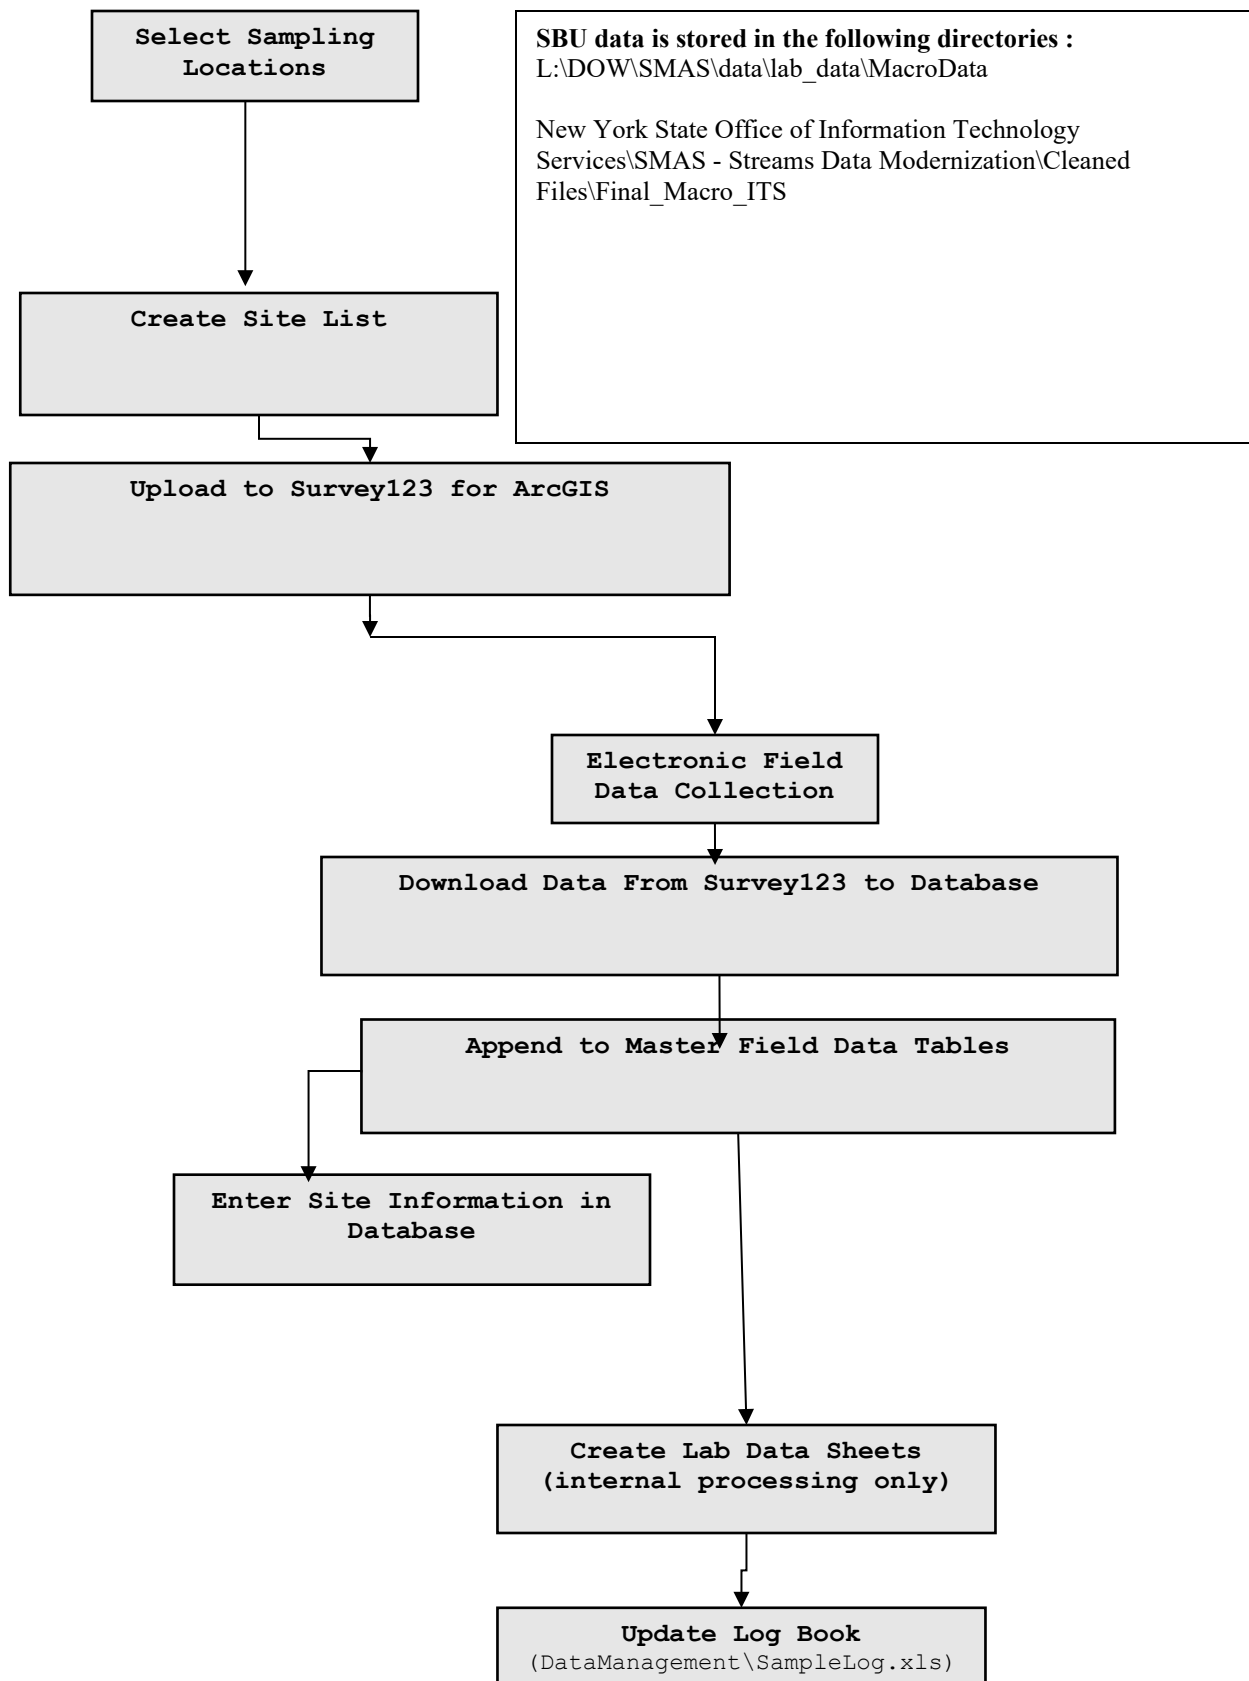 Select Sampling
Locations
SBU data is stored in the following directories :
L:\DOW\SMAS\data\lab_data\MacroData
New York State Office of Information Technology
Services\SMAS - Streams Data Modernization\Cleaned
Files\Final_Macro_ITS
Create Site List
Upload to Survey123 for ArcGIS
Electronic Field
Data Collection
Download Data From Survey123 to Database
Append to Master Field Data Tables
Enter Site Information in
Database
Create Lab Data Sheets
(internal processing only)
Update Log Book
(DataManagement\SampleLog.xls)